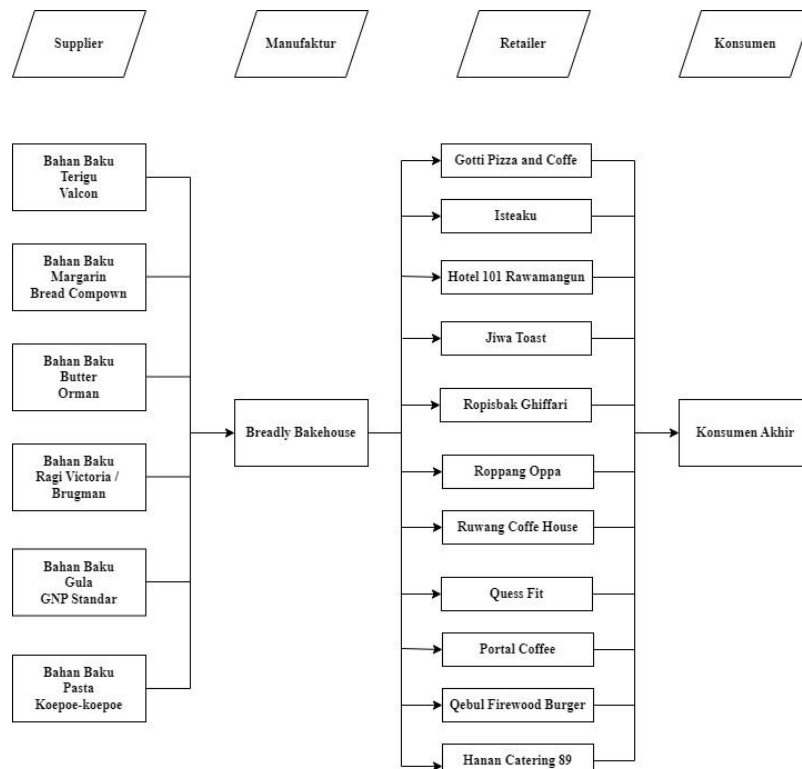 Supplier
Manufaktur
Retailer
Konsumen
Bahan Baku
Terigu
Valcon
Bahan Baku
Margarin
Bread Compown
Bahan Baku
Butter
Orman
Bahan Baku
Ragi Victoria /
Brugman
Bahan Baku
Gula
GNP Standar
Bahan Baku
Pasta
Koepoe-koepoe
Breadly Bakehouse
Gotti Pizza and Coffe
Isteaku
Hotel 101 Rawamangun
Jiwa Toast
Ropisbak Ghiffari
Roppang Oppa
Ruwang Coffe House
Quess Fit
Portal Coffee
Qebul Firewood Burger
Hanan Catering 89
Konsumen Akhir